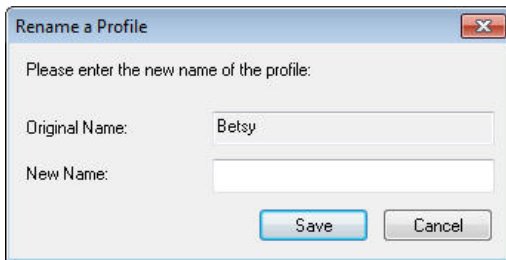 Rename a Profile
Please enter the new name of the profile:
Original Name: Betsy
New Name:
Save Cancel